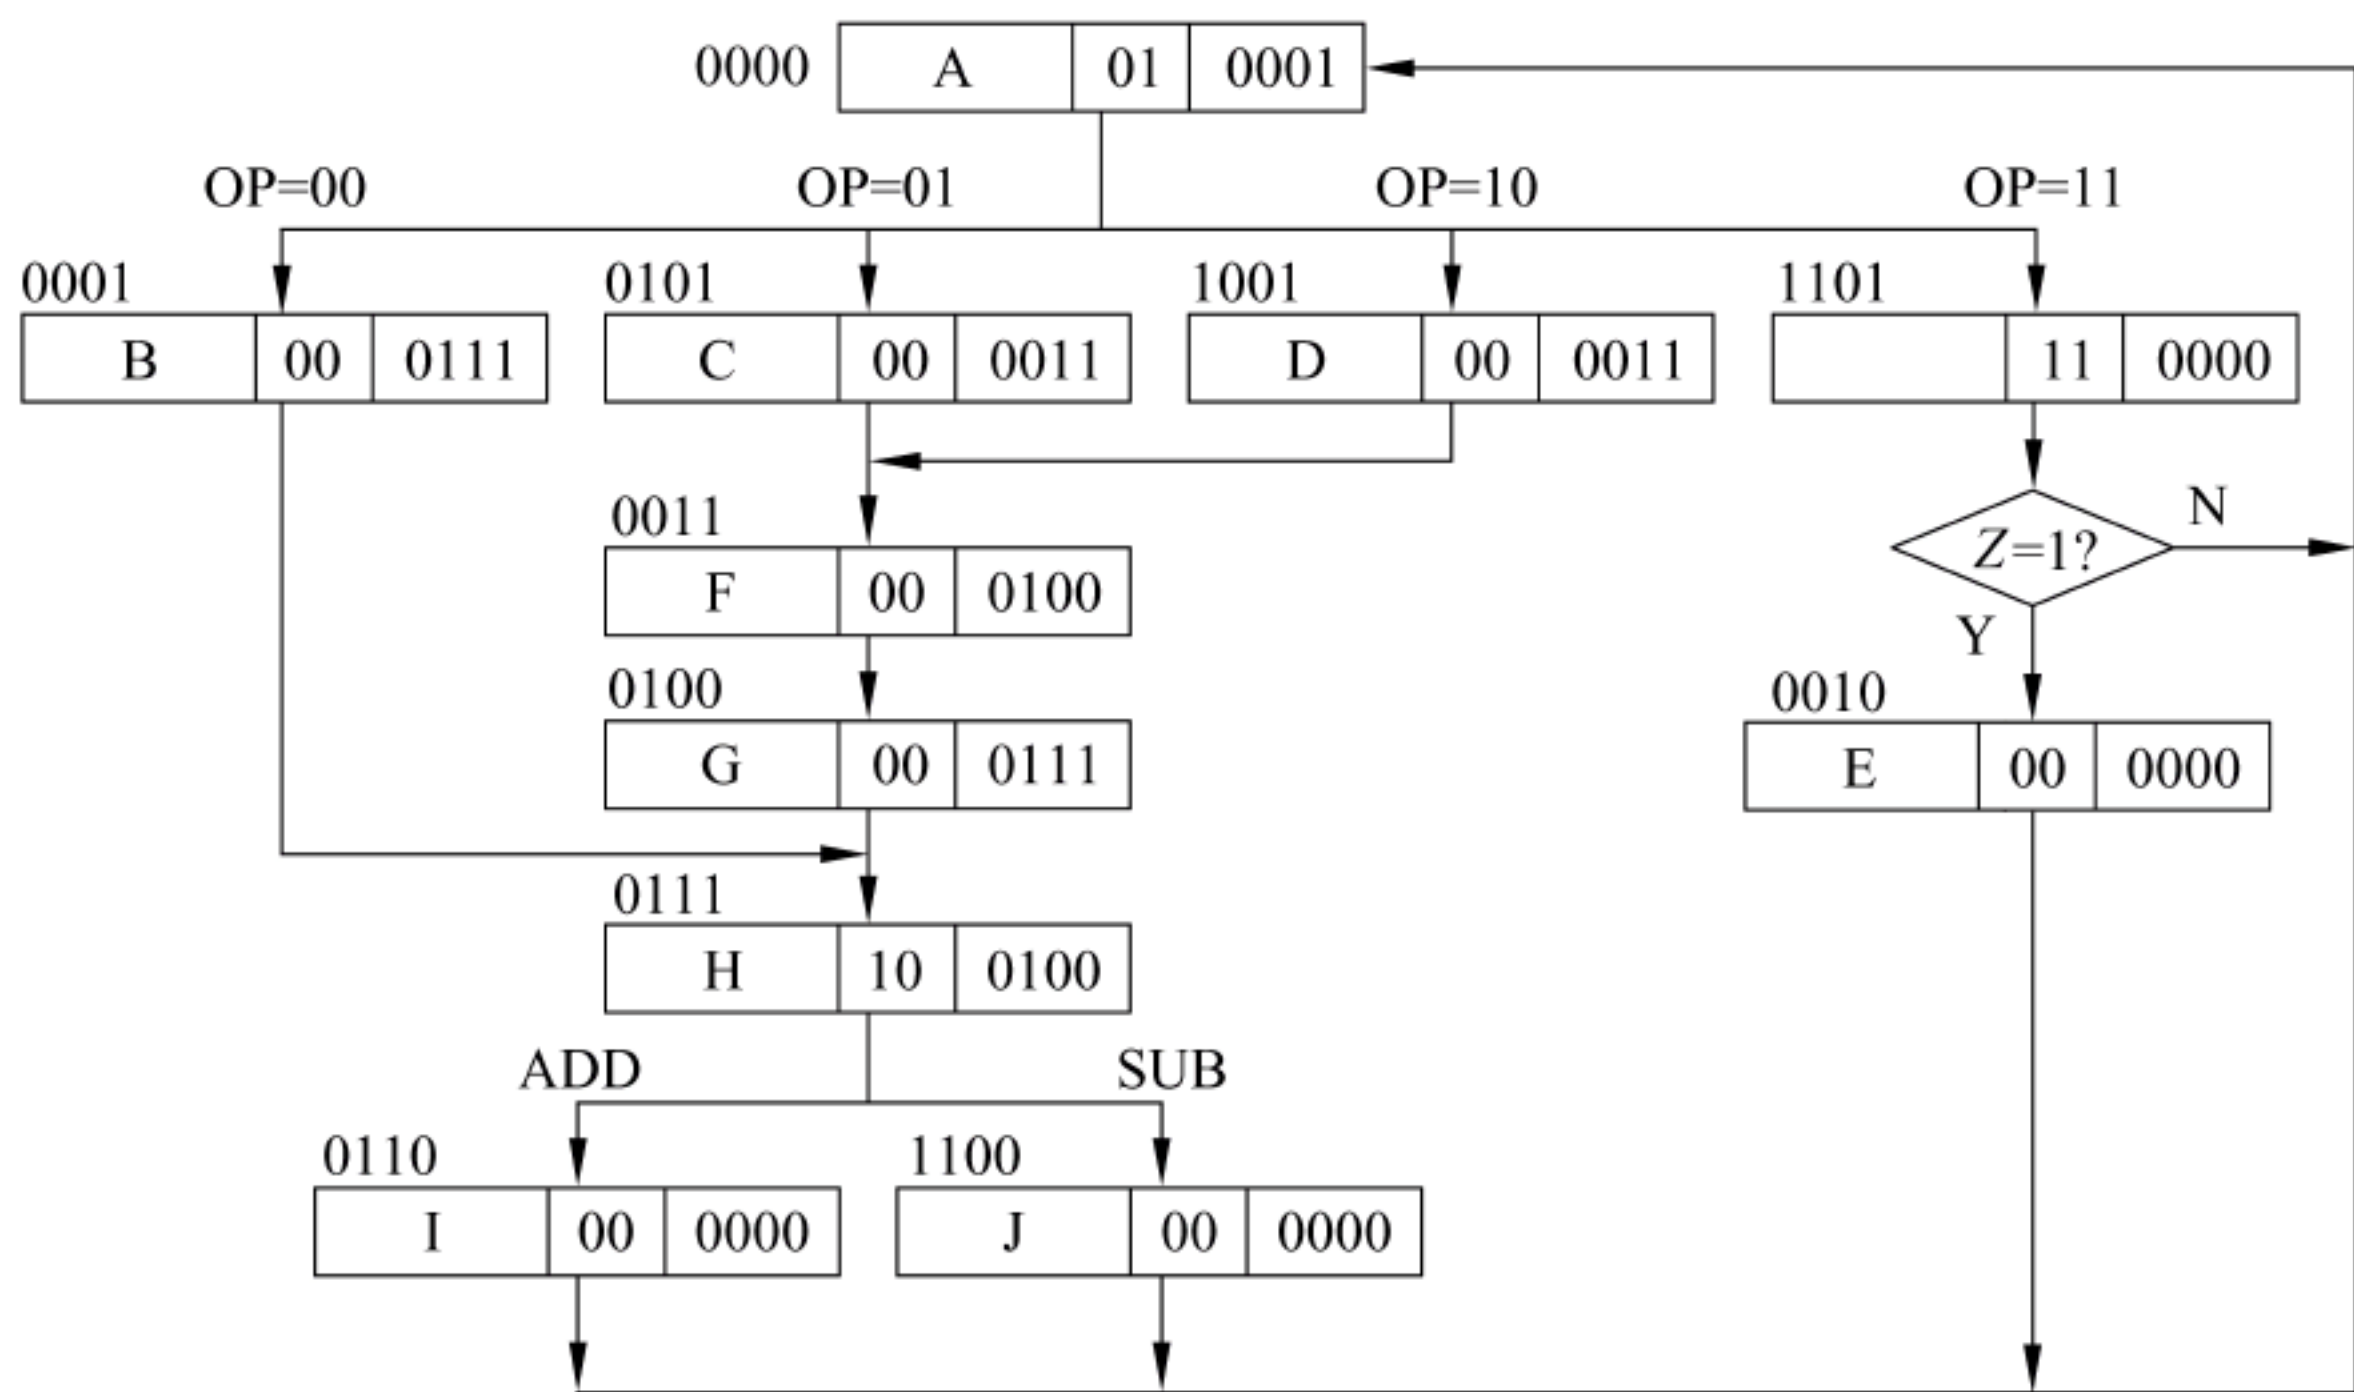 0000 A 01 0001
OP=00 OP=01 OP=10 OP=11
0001 0101 1001 1101
B 00 0111 C 00 0011 D 00 0011 11 0000
0011 N
F 00 0100 Z=1?
Y
0100 0010
G 00 0111 E 00 0000
0111
H 10 0100
ADD SUB
0110 1100
I 00 0000 J 00 0000